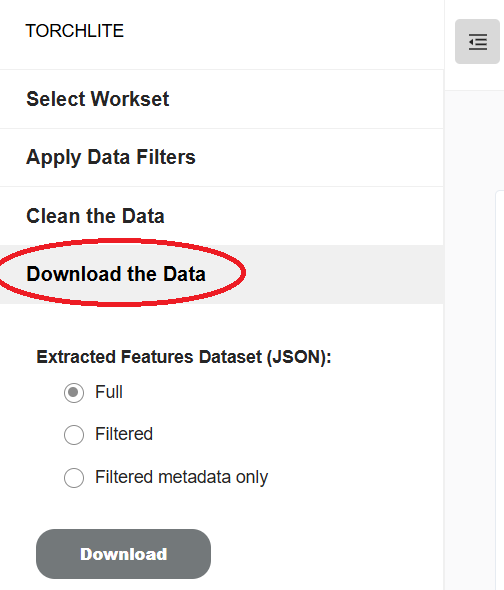 TORCHLITE
Select Workset
Apply Data Filters
Clean the Data
Download the Data
Extracted Features Dataset (JSON):
Full
Filtered
Filtered metadata only
Download